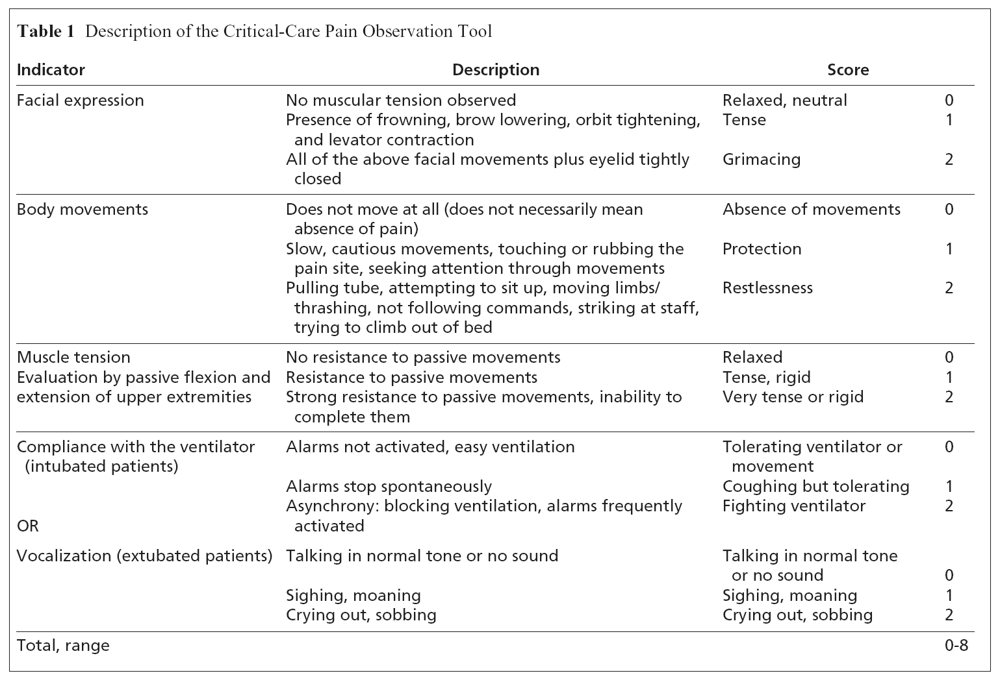 Table 1 Description of the Critical-Care Pain Observation Tool
Indicator Description Score
Facial expression No muscular tension observed Relaxed, neutral 0
Presence of frowning, brow lowering, orbit tightening, Tense 1
and levator contraction
All of the above facial movements plus eyelid tightly Grimacing 2
closed
Body movements Does not move at all (does not necessarily mean Absence of movements 0
absence of pain)
Slow, cautious movements, touching or rubbing the Protection 1
pain site, seeking attention through movements
Pulling tube, attempting to sit up, moving limbs/ Restlessness 2
thrashing, not following commands, striking at staff,
trying to climb out of bed
Muscle tension No resistance to passive movements Relaxed 0
Evaluation by passive flexion and Resistance to passive movements Tense, rigid 1
extension of upper extremities Strong resistance to passive movements, inability to Very tense or rigid 2
complete them
Compliance with the ventilator Alarms not activated, easy ventilation Tolerating ventilator or 0
(intubated patients) movement
Alarms stop spontaneously Coughing but tolerating 1
Asynchrony: blocking ventilation, alarms frequently Fighting ventilator 2
OR activated
Vocalization (extubated patients) Talking in normal tone or no sound Talking in normal tone
or no sound 0
Sighing, moaning Sighing, moaning 1
Crying out, sobbing Crying out, sobbing 2
Total, range 0-8